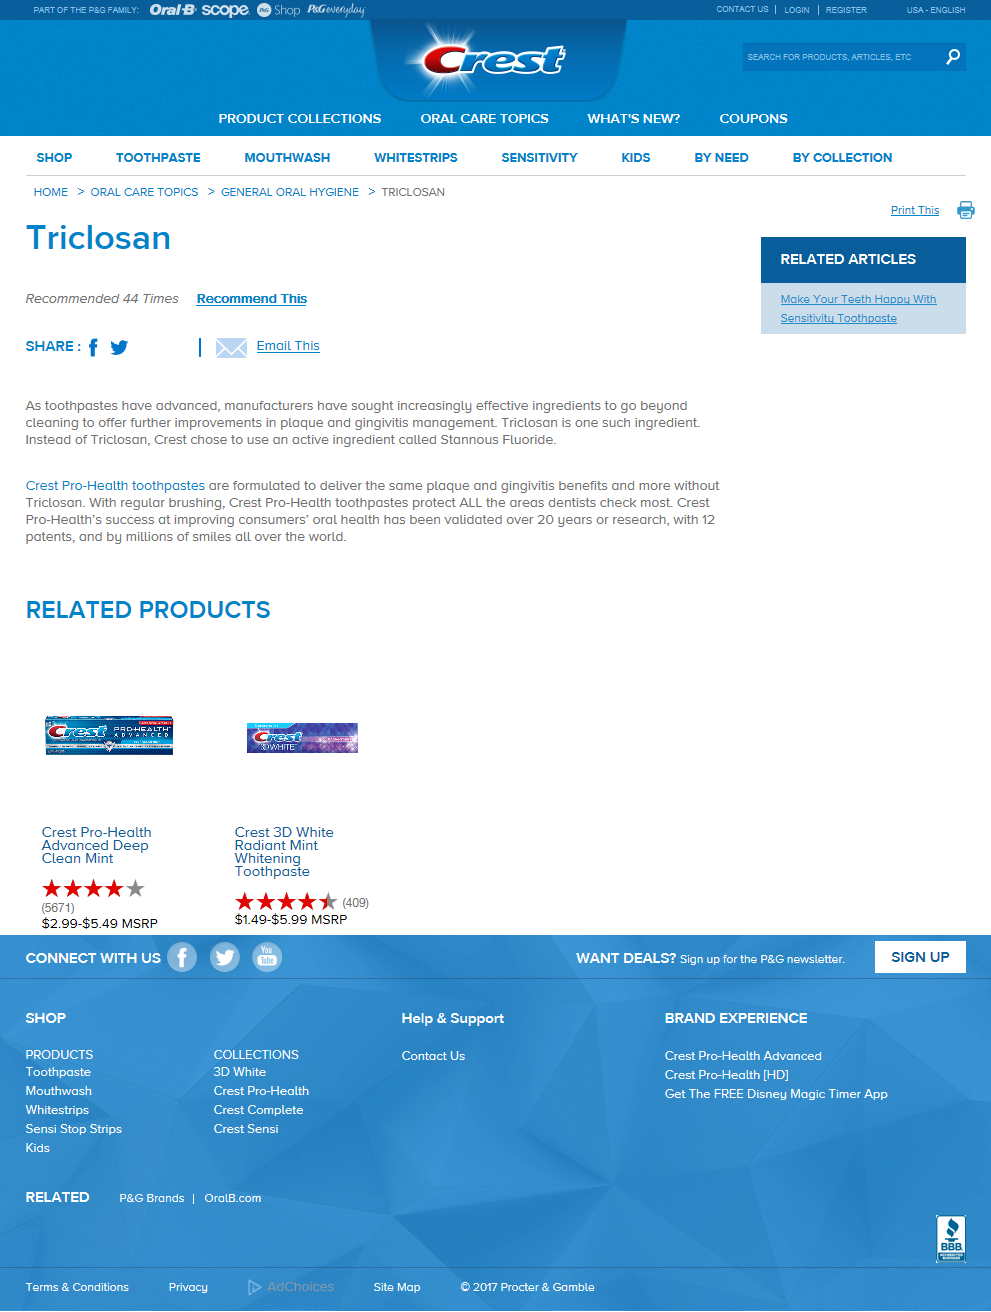 PART OF THE P&G FAMILY: Oral-B scope P&G Shop P&G everyday
CONTACT US | LOGIN | REGISTER USA - ENGLISH
Crest
SEARCH FOR PRODUCTS, ARTICLES, ETC
PRODUCT COLLECTIONS ORAL CARE TOPICS WHAT'S NEW? COUPONS
SHOP TOOTHPASTE MOUTHWASH WHITESTRIPS SENSITIVITY KIDS BY NEED BY COLLECTION
HOME > ORAL CARE TOPICS > GENERAL ORAL HYGIENE > TRICLOSAN
Print This
Triclosan
RELATED ARTICLES
Make Your Teeth Happy With
Sensitivity Toothpaste
Recommended 44 Times Recommend This
SHARE : | Email This
As toothpastes have advanced, manufacturers have sought increasingly effective ingredients to go beyond
cleaning to offer further improvements in plaque and gingivitis management. Triclosan is one such ingredient.
Instead of Triclosan, Crest chose to use an active ingredient called Stannous Fluoride.
Crest Pro-Health toothpastes are formulated to deliver the same plaque and gingivitis benefits and more without
Triclosan. With regular brushing, Crest Pro-Health toothpastes protect ALL the areas dentists check most. Crest
Pro-Health's success at improving consumers' oral health has been validated over 20 years or research, with 12
patents, and by millions of smiles all over the world.
RELATED PRODUCTS
Crest PRO-HEALTH
ADVANCED
Crest
3D WHITE
Crest Pro-Health
Advanced Deep
Clean Mint
(5671)
$2.99-$5.49 MSRP
Crest 3D White
Radiant Mint
Whitening
Toothpaste
(409)
$1.49-$5.99 MSRP
CONNECT WITH US You Tube
WANT DEALS? Sign up for the P&G newsletter. SIGN UP
SHOP
PRODUCTS
Toothpaste
Mouthwash
Whitestrips
Sensi Stop Strips
Kids
COLLECTIONS
3D White
Crest Pro-Health
Crest Complete
Crest Sensi
Help & Support
Contact Us
BRAND EXPERIENCE
Crest Pro-Health Advanced
Crest Pro-Health [HD]
Get The FREE Disney Magic Timer App
RELATED P&G Brands | OralB.com
BBB
ACCREDITED
BUSINESS
Terms & Conditions Privacy AdChoices Site Map © 2017 Procter & Gamble